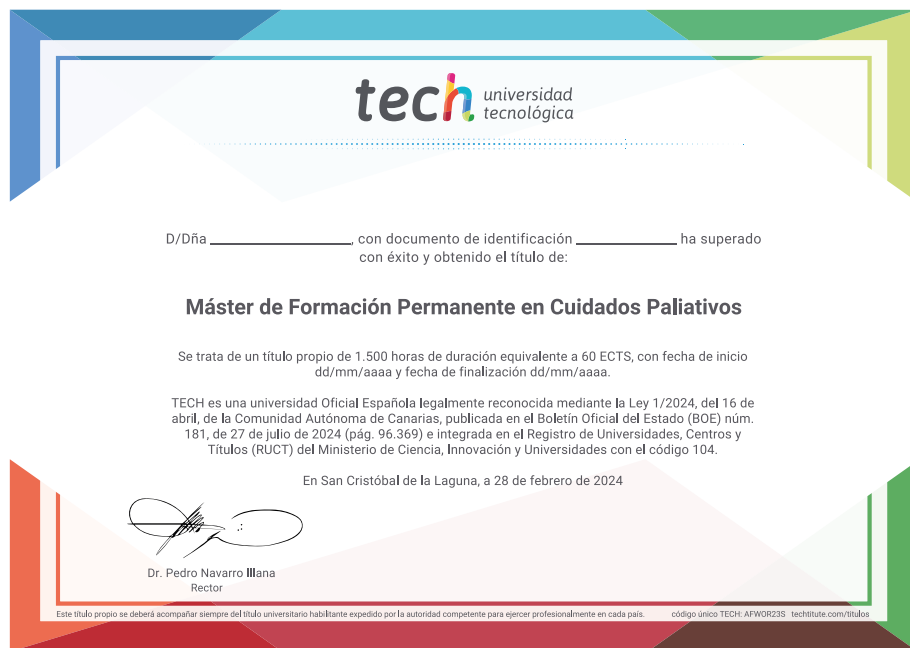 tech universidad
tecnológica
D/Dña ____________________, con documento de identificación ______________ ha superado
con éxito y obtenido el título de:
Máster de Formación Permanente en Cuidados Paliativos
Se trata de un título propio de 1.500 horas de duración equivalente a 60 ECTS, con fecha de inicio
dd/mm/aaaa y fecha de finalización dd/mm/aaaa.
TECH es una universidad Oficial Española legalmente reconocida mediante la Ley 1/2024, del 16 de
abril, de la Comunidad Autónoma de Canarias, publicada en el Boletín Oficial del Estado (BOE) núm.
181, de 27 de julio de 2024 (pág. 96.369) e integrada en el Registro de Universidades, Centros y
Títulos (RUCT) del Ministerio de Ciencia, Innovación y Universidades con el código 104.
En San Cristóbal de la Laguna, a 28 de febrero de 2024
Dr. Pedro Navarro Illana
Rector
Este título propio se deberá acompañar siempre del título universitario habilitante expedido por la autoridad competente para ejercer profesionalmente en cada país. código único TECH: AFWOR23S techtitute.com/titulos